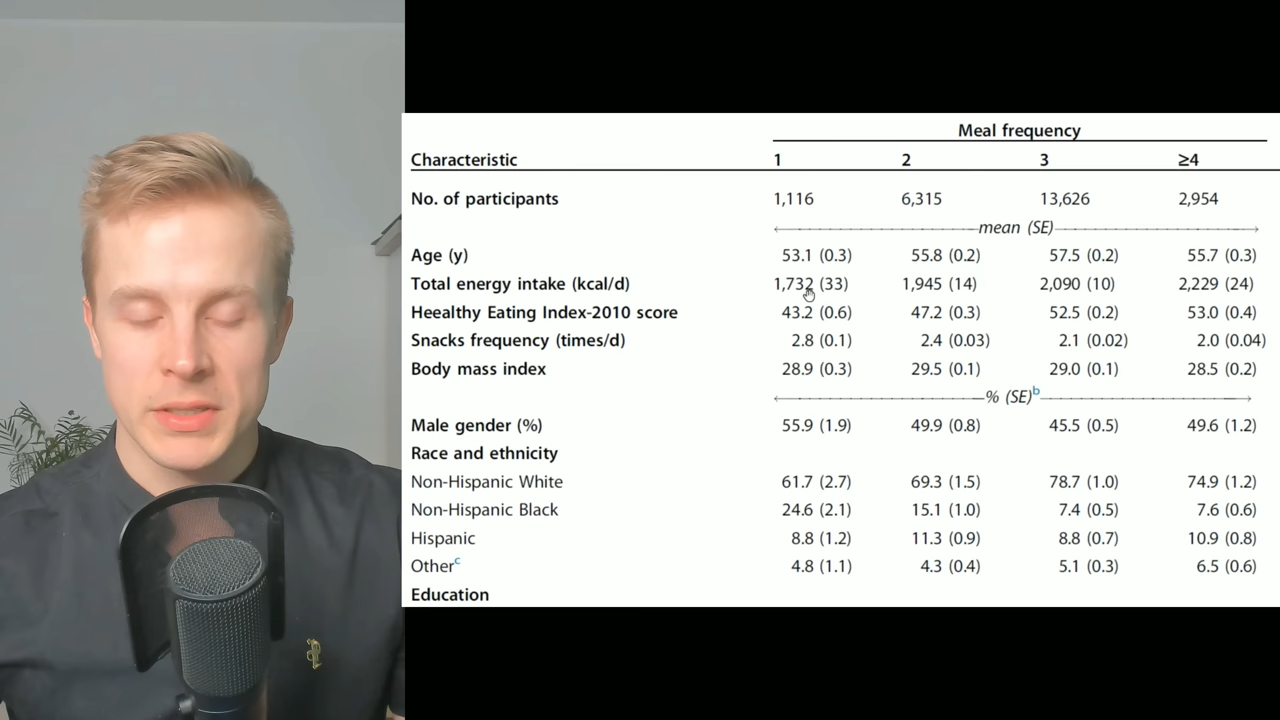 Meal frequency
Characteristic 1 2 3 ≥4
No. of participants 1,116 6,315 13,626 2,954
mean (SE)
Age (y) 53.1 (0.3) 55.8 (0.2) 57.5 (0.2) 55.7 (0.3)
Total energy intake (kcal/d) 1,732 (33) 1,945 (14) 2,090 (10) 2,229 (24)
Heealthy Eating Index-2010 score 43.2 (0.6) 47.2 (0.3) 52.5 (0.2) 53.0 (0.4)
Snacks frequency (times/d) 2.8 (0.1) 2.4 (0.03) 2.1 (0.02) 2.0 (0.04)
Body mass index 28.9 (0.3) 29.5 (0.1) 29.0 (0.1) 28.5 (0.2)
% (SE)b
Male gender (%) 55.9 (1.9) 49.9 (0.8) 45.5 (0.5) 49.6 (1.2)
Race and ethnicity
Non-Hispanic White 61.7 (2.7) 69.3 (1.5) 78.7 (1.0) 74.9 (1.2)
Non-Hispanic Black 24.6 (2.1) 15.1 (1.0) 7.4 (0.5) 7.6 (0.6)
Hispanic 8.8 (1.2) 11.3 (0.9) 8.8 (0.7) 10.9 (0.8)
Otherc 4.8 (1.1) 4.3 (0.4) 5.1 (0.3) 6.5 (0.6)
Education